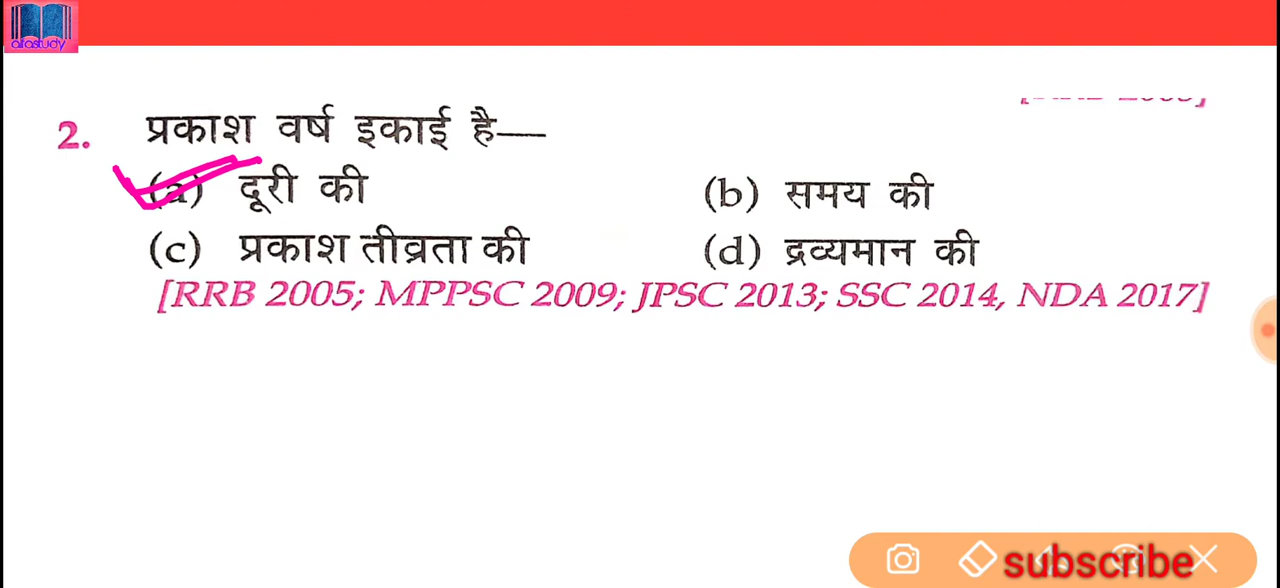 alfastudy
2. प्रकाश वर्ष इकाई है—
(a) दूरी की (b) समय की
(c) प्रकाश तीव्रता की (d) द्रव्यमान की
[RRB 2005; MPPSC 2009; JPSC 2013; SSC 2014, NDA 2017]
subscribe